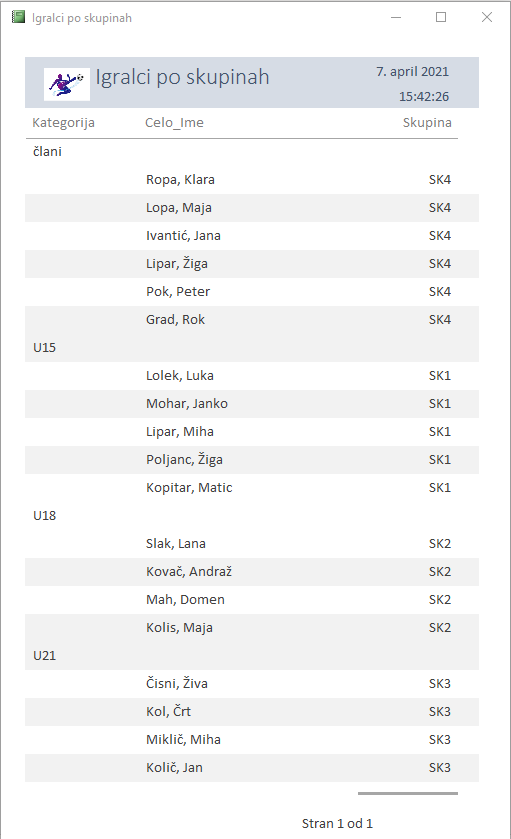 Igralci po skupinah
Igralci po skupinah
7. april 2021
15:42:26
Kategorija Celo_Ime Skupina
člani
Ropa, Klara SK4
Lopa, Maja SK4
Ivantić, Jana SK4
Lipar, Žiga SK4
Pok, Peter SK4
Grad, Rok SK4
U15
Lolek, Luka SK1
Mohar, Janko SK1
Lipar, Miha SK1
Poljanc, Žiga SK1
Kopitar, Matic SK1
U18
Slak, Lana SK2
Kovač, Andraž SK2
Mah, Domen SK2
Kolis, Maja SK2
U21
Čisni, Živa SK3
Kol, Črt SK3
Miklič, Miha SK3
Količ, Jan SK3
Stran 1 od 1